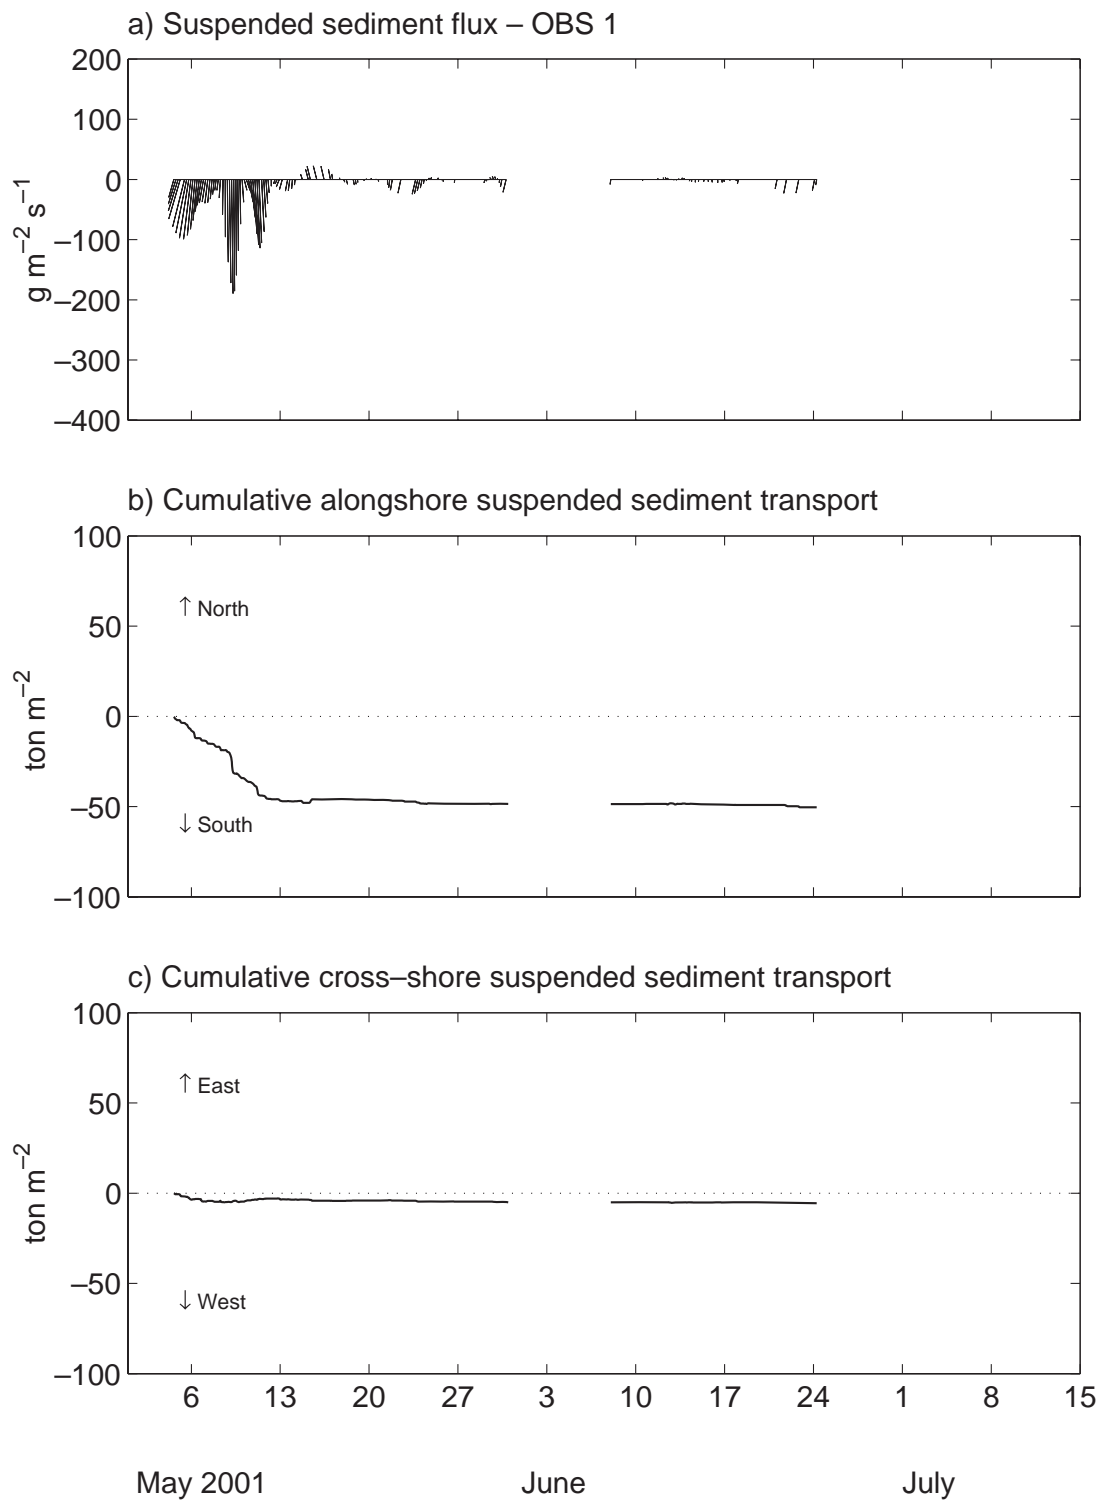 a) Suspended sediment flux – OBS 1
200
100
0
−100
−200
−300
−400
g m−2 s−1
b) Cumulative alongshore suspended sediment transport
100
↑ North
50
0
−50
↓ South
−100
ton m−2
c) Cumulative cross–shore suspended sediment transport
100
↑ East
50
0
−50
↓ West
−100
ton m−2
6 13 20 27 3 10 17 24 1 8 15
May 2001 June July